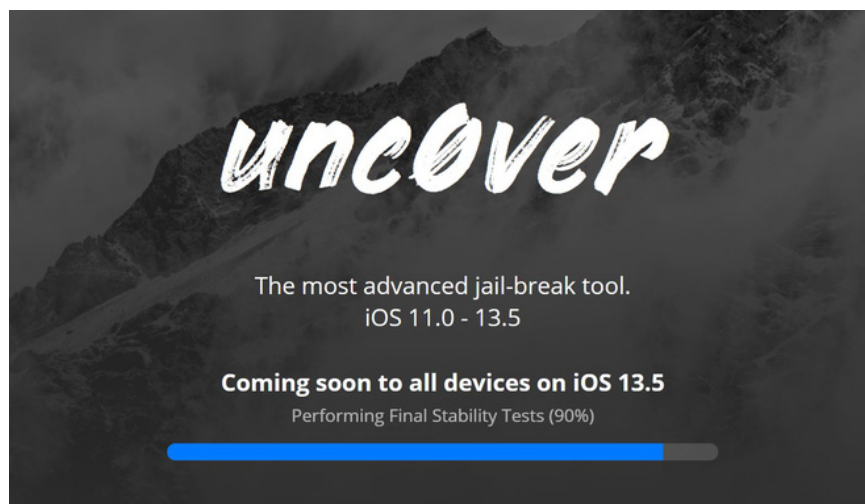 unc0ver
The most advanced jail-break tool.
iOS 11.0 - 13.5
Coming soon to all devices on iOS 13.5
Performing Final Stability Tests (90%)